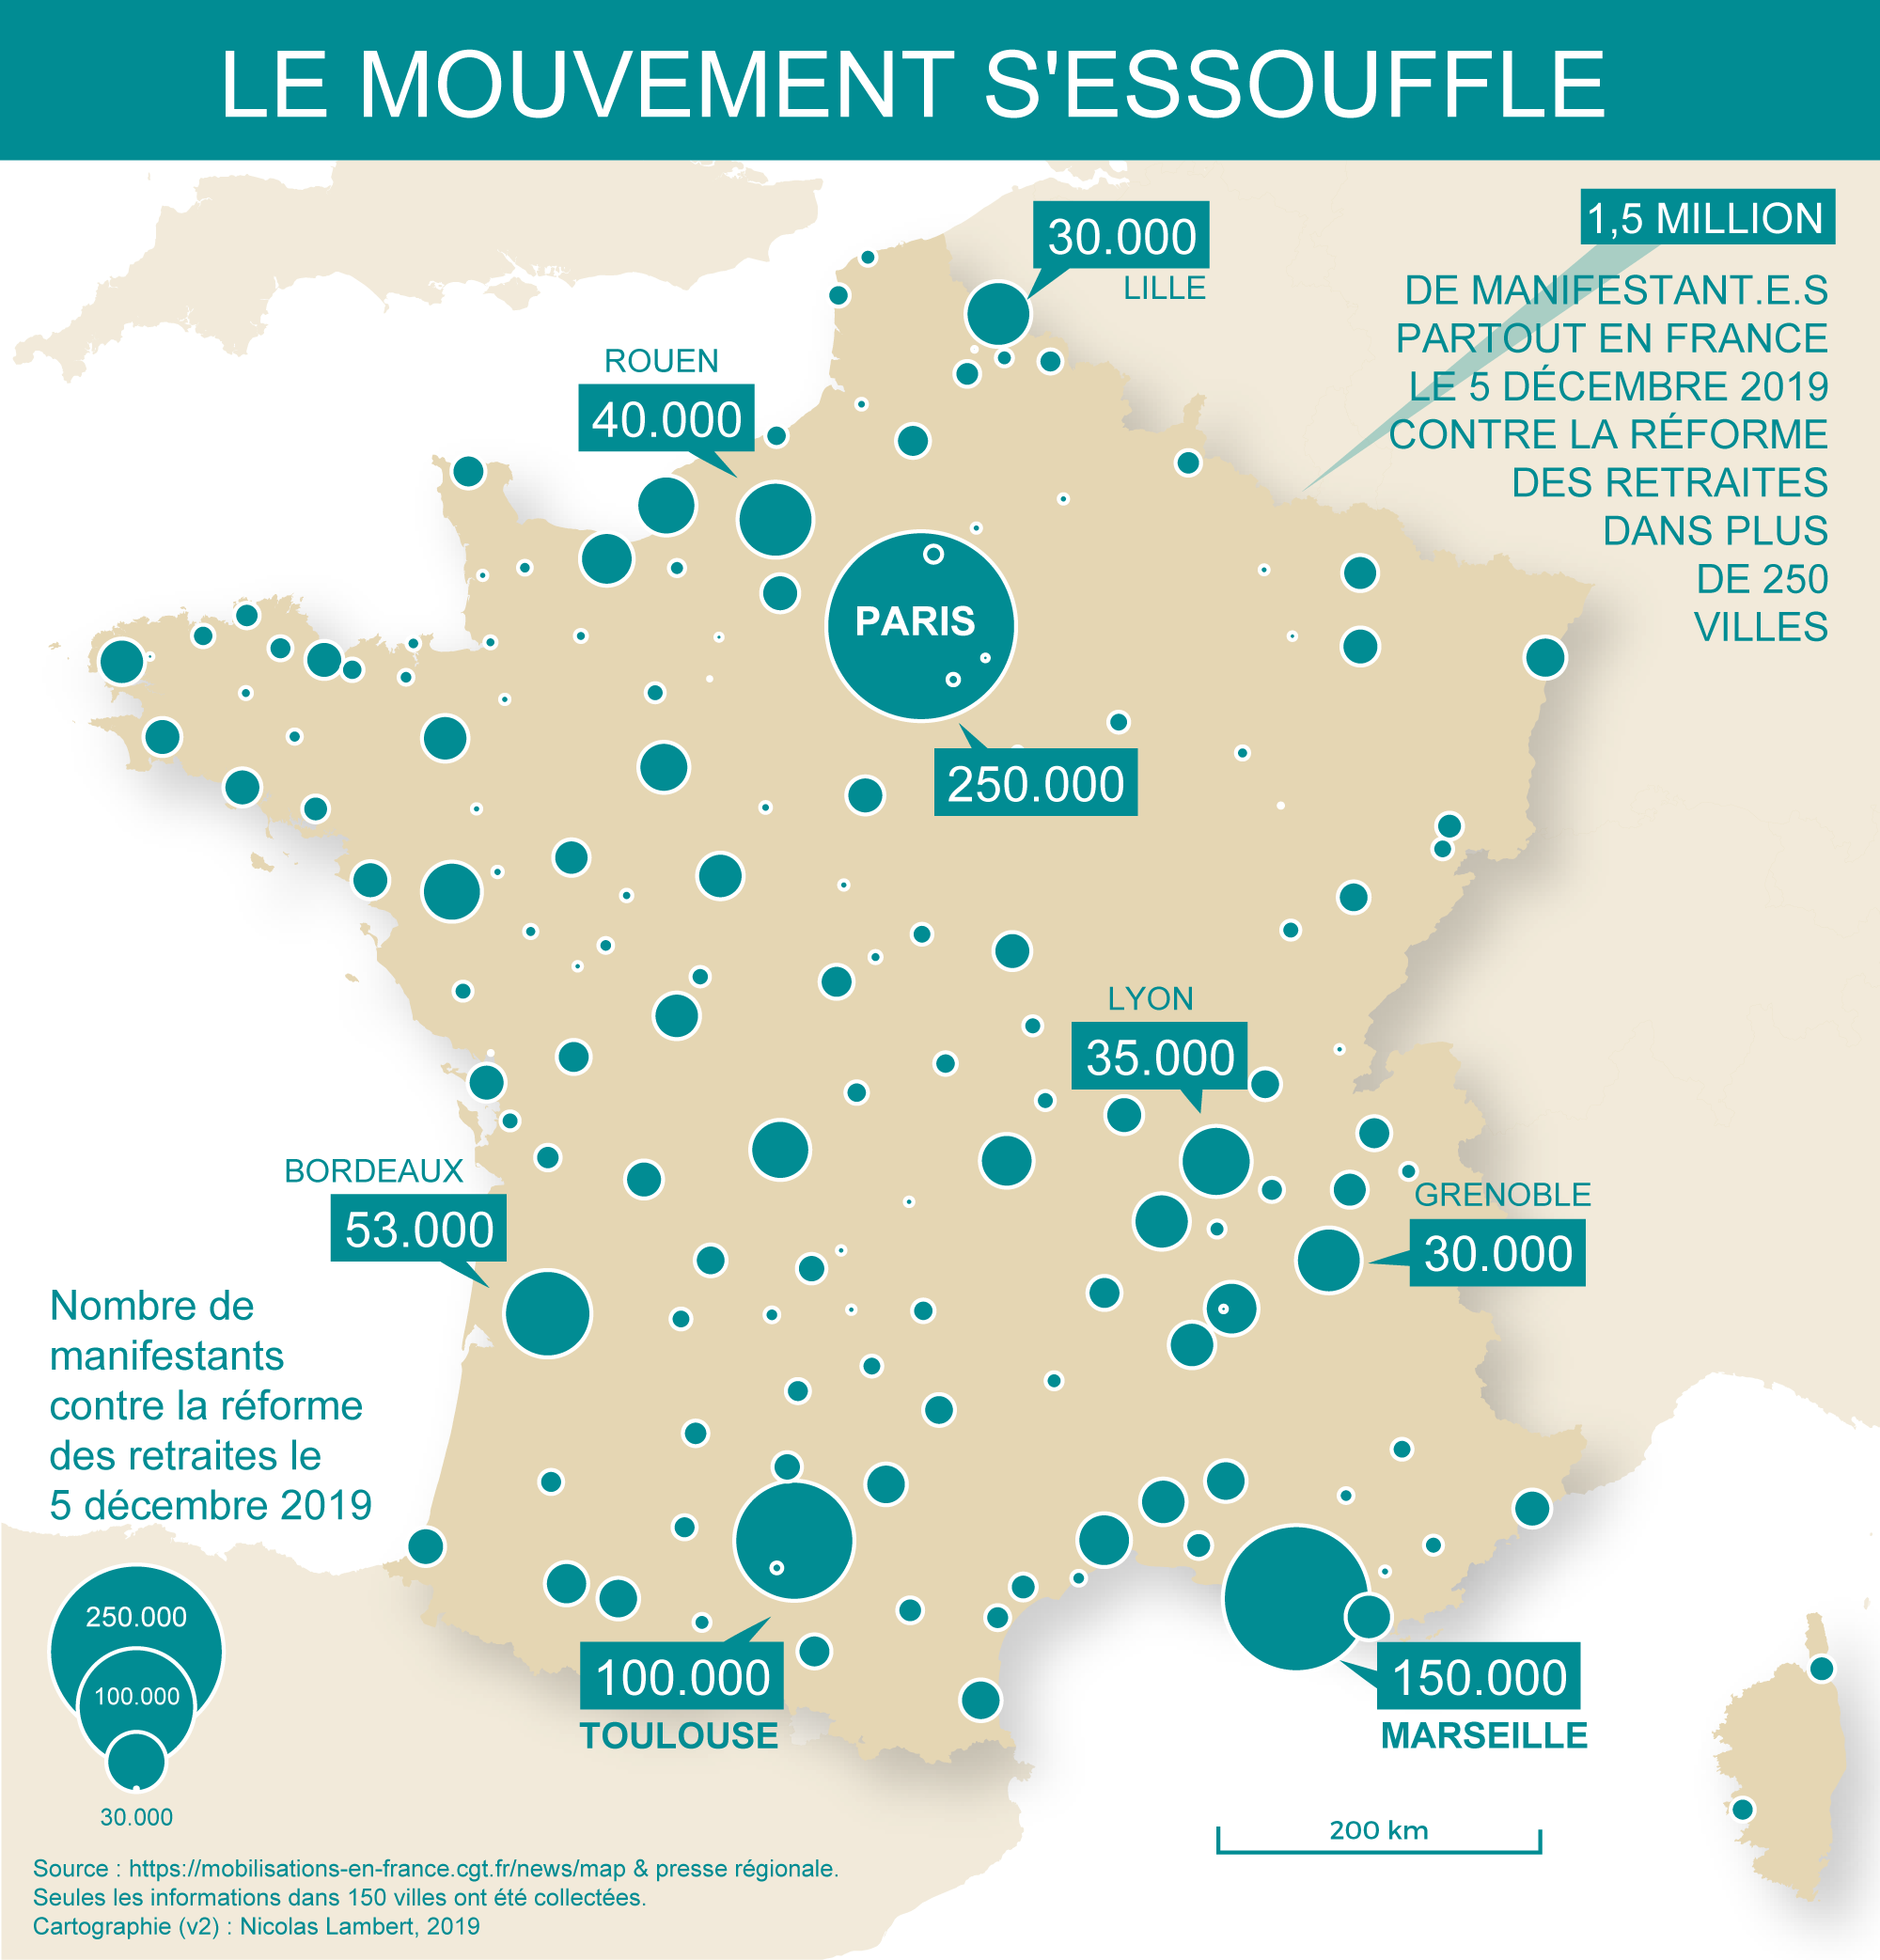 LE MOUVEMENT S'ESSOUFFLE
1,5 MILLION
DE MANIFESTANT.E.S
PARTOUT EN FRANCE
LE 5 DÉCEMBRE 2019
CONTRE LA RÉFORME
DES RETRAITES
DANS PLUS
DE 250
VILLES
30.000
LILLE
ROUEN
40.000
PARIS
250.000
LYON
35.000
BORDEAUX
53.000
GRENOBLE
30.000
100.000
TOULOUSE
150.000
MARSEILLE
Nombre de
manifestants
contre la réforme
des retraites le
5 décembre 2019
250.000
100.000
30.000
200 km
Source : https://mobilisations-en-france.cgt.fr/news/map & presse régionale.
Seules les informations dans 150 villes ont été collectées.
Cartographie (v2) : Nicolas Lambert, 2019